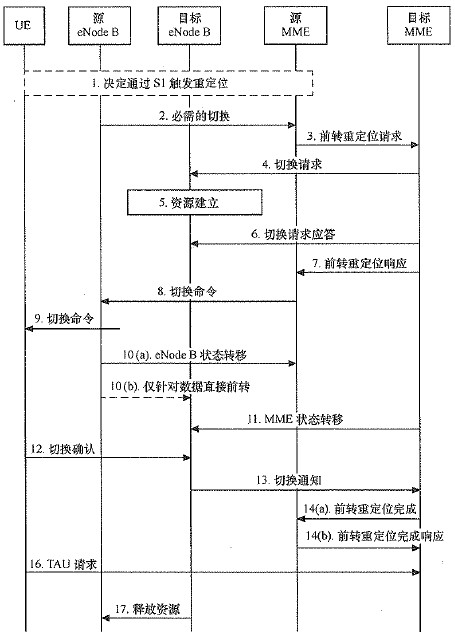 UE
源
eNode B
目标
eNode B
源
MME
目标
MME
1. 决定通过 S1 触发重定位
2. 必需的切换
3. 前转重定位请求
4. 切换请求
5. 资源建立
6. 切换请求应答
7. 前转重定位响应
8. 切换命令
9. 切换命令
10(a). eNode B 状态转移
10(b). 仅针对数据直接前转
11. MME 状态转移
12. 切换确认
13. 切换通知
14(a). 前转重定位完成
14(b). 前转重定位完成响应
16. TAU 请求
17. 释放资源